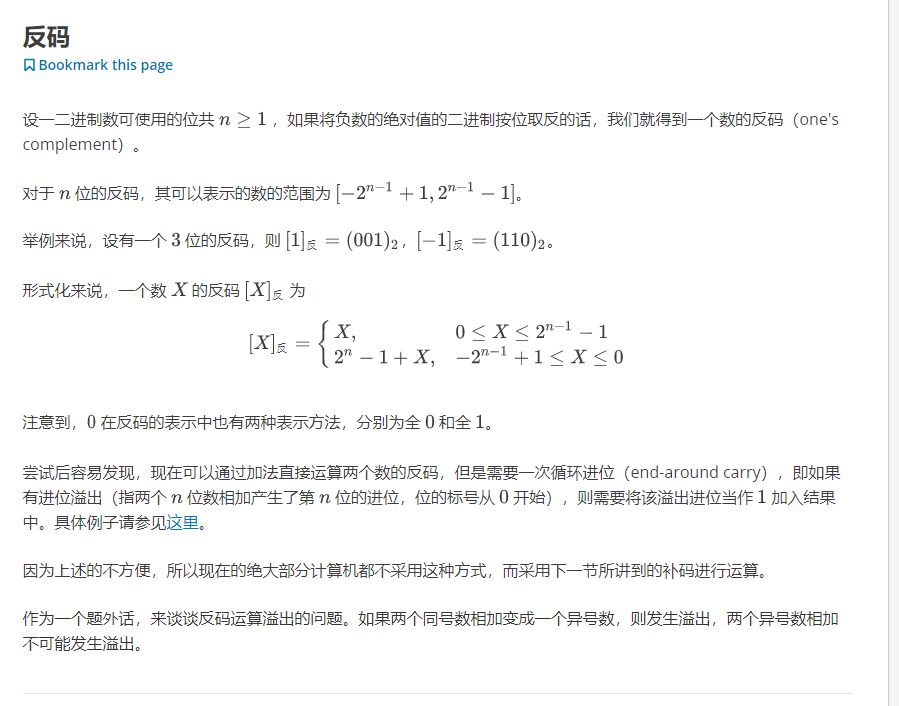 反码
Bookmark this page
设一二进制数可使用的位共 n ≥ 1 ，如果将负数的绝对值的二进制按位取反的话，我们就得到一个数的反码（one's
complement）。
对于 n 位的反码，其可以表示的数的范围为 [−2^{n−1} + 1, 2^{n−1} − 1]。
举例来说，设有一个 3 位的反码，则 [1]_反 = (001)_2，[−1]_反 = (110)_2。
形式化来说，一个数 X 的反码 [X]_反 为
[X]_反 = { X, 0 ≤ X ≤ 2^{n−1} − 1
2^n − 1 + X, −2^{n−1} + 1 ≤ X ≤ 0
注意到，0 在反码的表示中也有两种表示方法，分别为全 0 和全 1。
尝试后容易发现，现在可以通过加法直接运算两个数的反码，但是需要一次循环进位（end-around carry），即如果
有进位溢出（指两个 n 位数相加产生了第 n 位的进位，位的标号从 0 开始），则需要将该溢出进位当作 1 加入结果
中。具体例子请参见这里。
因为上述的不方便，所以现在的绝大部分计算机都不采用这种方式，而采用下一节所讲到的补码进行运算。
作为一个题外话，来谈谈反码运算溢出的问题。如果两个同号数相加变成一个异号数，则发生溢出，两个异号数相加
不可能发生溢出。